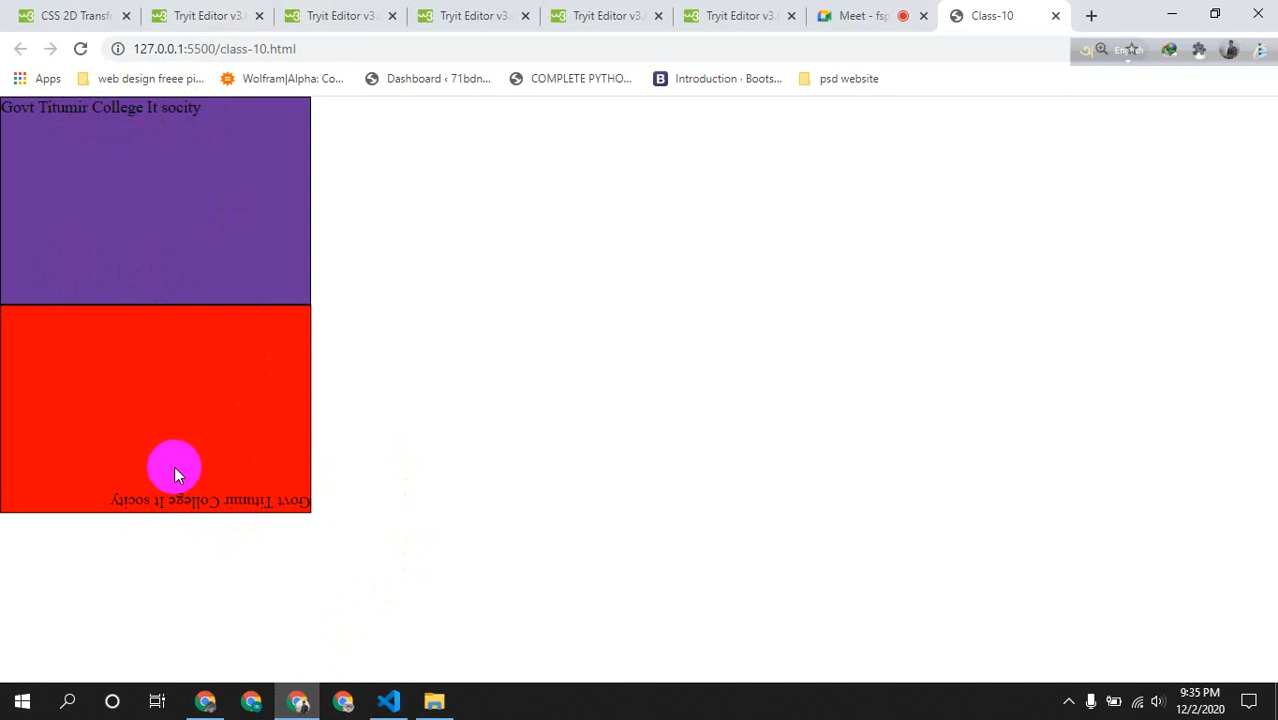 CSS 2D Transf
Tryit Editor v3.
Tryit Editor v3.
Tryit Editor v3.
Tryit Editor v3.
Tryit Editor v3.
Meet - fsp
Class-10
127.0.0.1:5500/class-10.html
English
Apps
web design freee pi...
Wolfram|Alpha: Co...
Dashboard ‹ 71bdn...
COMPLETE PYTHO...
Introduction · Boots...
psd website
Govt Titumir College It socity
Govt Titumir College It socity
9:35 PM
12/2/2020